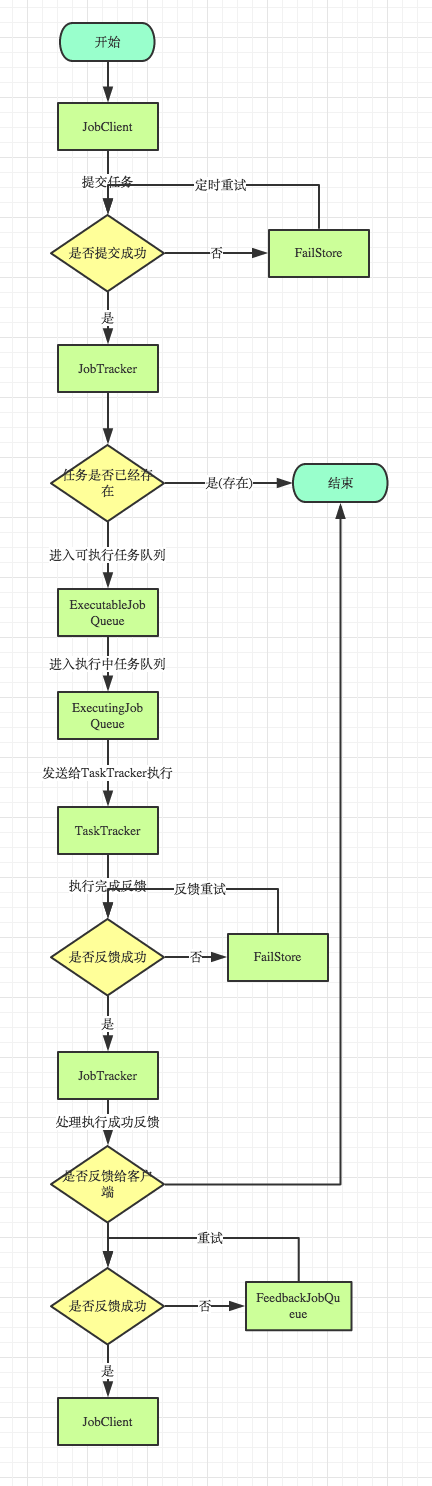 开始
JobClient
提交任务
定时重试
是否提交成功
否
FailStore
是
JobTracker
任务是否已经存
在
是(存在)
结束
进入可执行任务队列
ExecutableJob
Queue
进入执行中任务队列
ExecutingJob
Queue
发送给TaskTracker执行
TaskTracker
执行完成反馈
反馈重试
是否反馈成功
否
FailStore
是
JobTracker
处理执行成功反馈
是否反馈给客户
端
重试
是否反馈成功
否
FeedbackJobQu
eue
是
JobClient